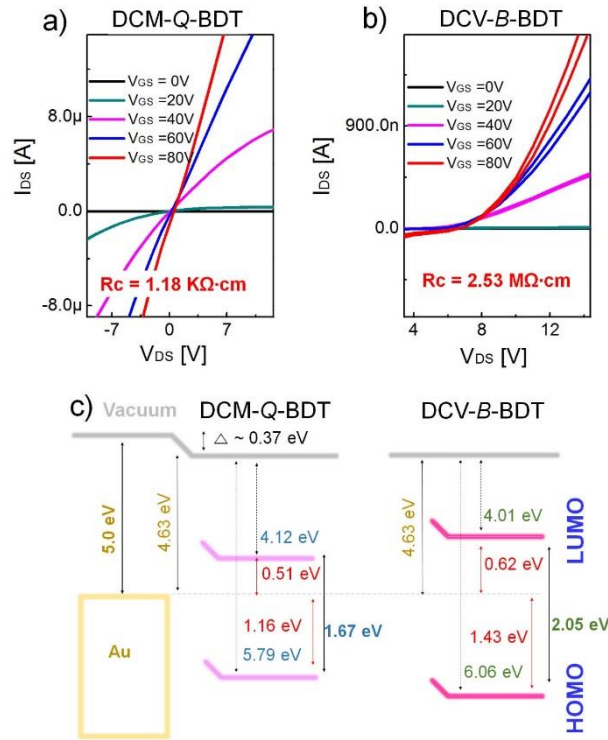 a) DCM-Q-BDT
IDS [A]
8.0µ
0.0
-8.0µ
VGS = 0V
VGS =20V
VGS =40V
VGS =60V
VGS =80V
Rc = 1.18 KΩ·cm
-7 0 7
VDS [V]
b) DCV-B-BDT
IDS [A]
900.0n
0.0
VGS =0V
VGS =20V
VGS =40V
VGS =60V
VGS =80V
Rc = 2.53 MΩ·cm
4 8 12
VDS [V]
c) DCM-Q-BDT DCV-B-BDT
Vacuum
△ ~ 0.37 eV
5.0 eV
4.63 eV
4.12 eV
0.51 eV
1.16 eV
1.67 eV
5.79 eV
Au
4.63 eV
4.01 eV
0.62 eV
1.43 eV
2.05 eV
6.06 eV
LUMO
HOMO